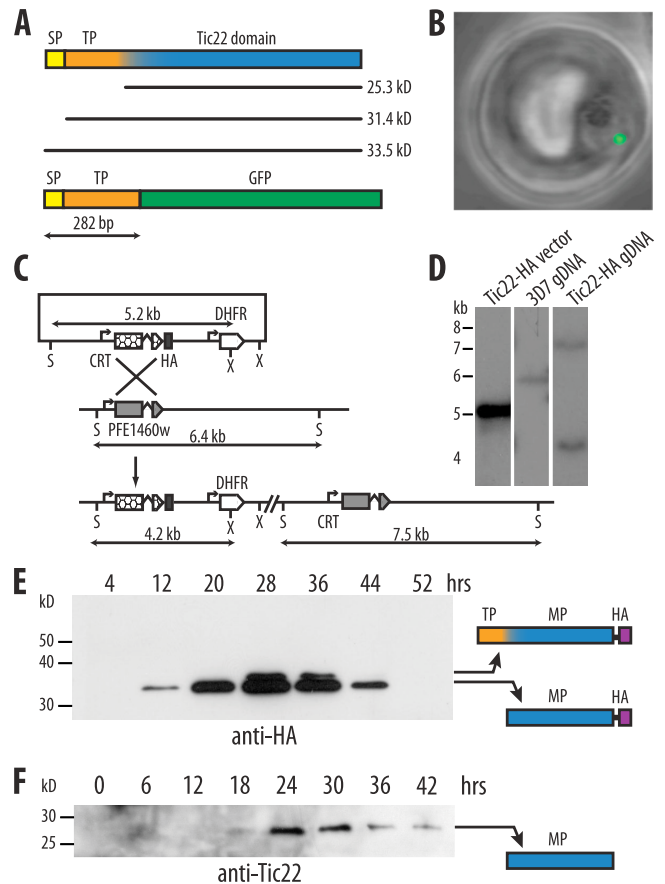 A
SP TP Tic22 domain
25.3 kD
31.4 kD
33.5 kD
SP TP GFP
282 bp
B
C
5.2 kb DHFR
S CRT HA X X
S PFE1460w S
6.4 kb
DHFR
S X X S CRT S
4.2 kb 7.5 kb
D
Tic22-HA vector
3D7 gDNA
Tic22-HA gDNA
kb
8
7
6
5
4
E
4 12 20 28 36 44 52 hrs
kD
50
40
30
anti-HA
TP MP HA
MP HA
F
kD 0 6 12 18 24 30 36 42 hrs
30
25
anti-Tic22
MP